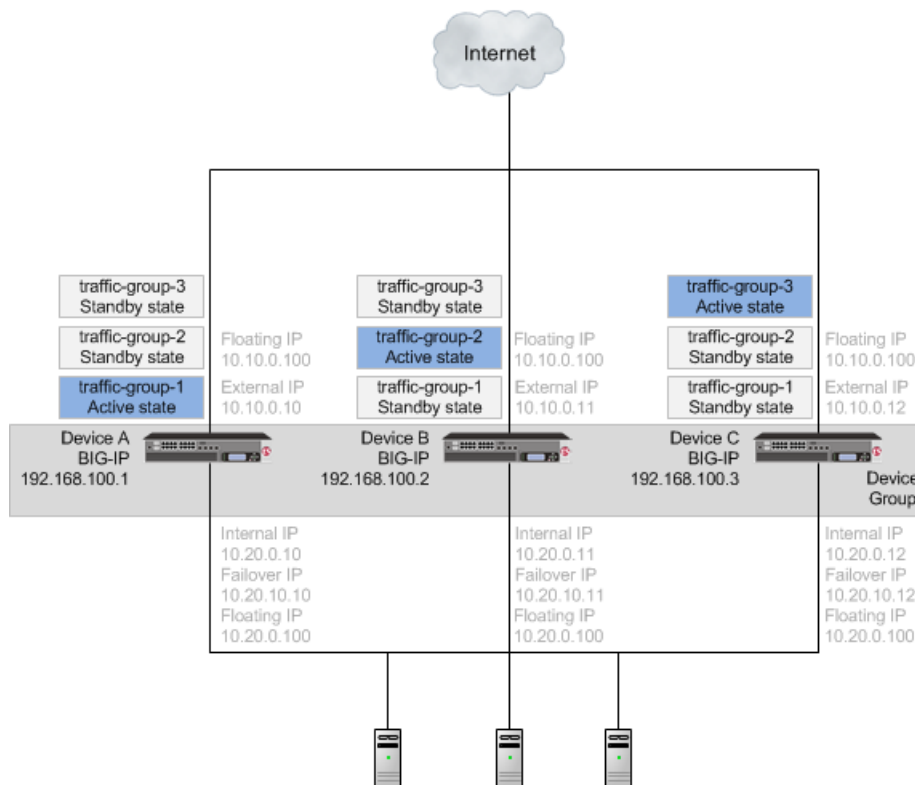 Internet
traffic-group-3
Standby state
traffic-group-2
Standby state
traffic-group-1
Active state
Floating IP
10.10.0.100
External IP
10.10.0.10
traffic-group-3
Standby state
traffic-group-2
Active state
traffic-group-1
Standby state
Floating IP
10.10.0.100
External IP
10.10.0.11
traffic-group-3
Active state
traffic-group-2
Standby state
traffic-group-1
Standby state
Floating IP
10.10.0.100
External IP
10.10.0.12
Device A
BIG-IP
192.168.100.1
Device B
BIG-IP
192.168.100.2
Device C
BIG-IP
192.168.100.3
Device
Group
Internal IP
10.20.0.10
Failover IP
10.20.10.10
Floating IP
10.20.0.100
Internal IP
10.20.0.11
Failover IP
10.20.10.11
Floating IP
10.20.0.100
Internal IP
10.20.0.12
Failover IP
10.20.10.12
Floating IP
10.20.0.100